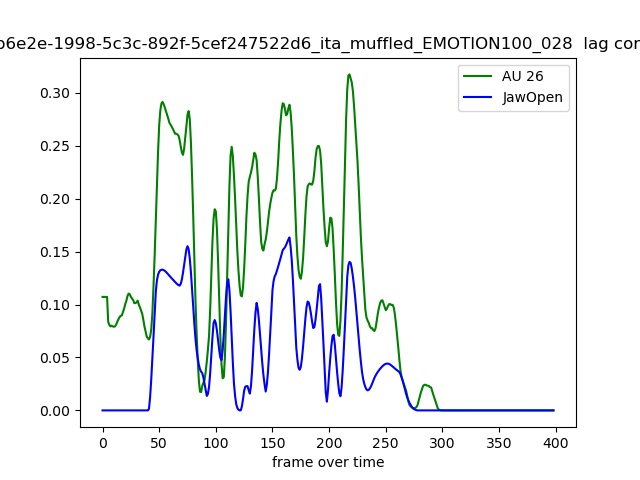 b6e2e-1998-5c3c-892f-5cef247522d6_ita_muffled_EMOTION100_028 lag cor
AU 26
JawOpen
0.30
0.25
0.20
0.15
0.10
0.05
0.00
0 50 100 150 200 250 300 350 400
frame over time